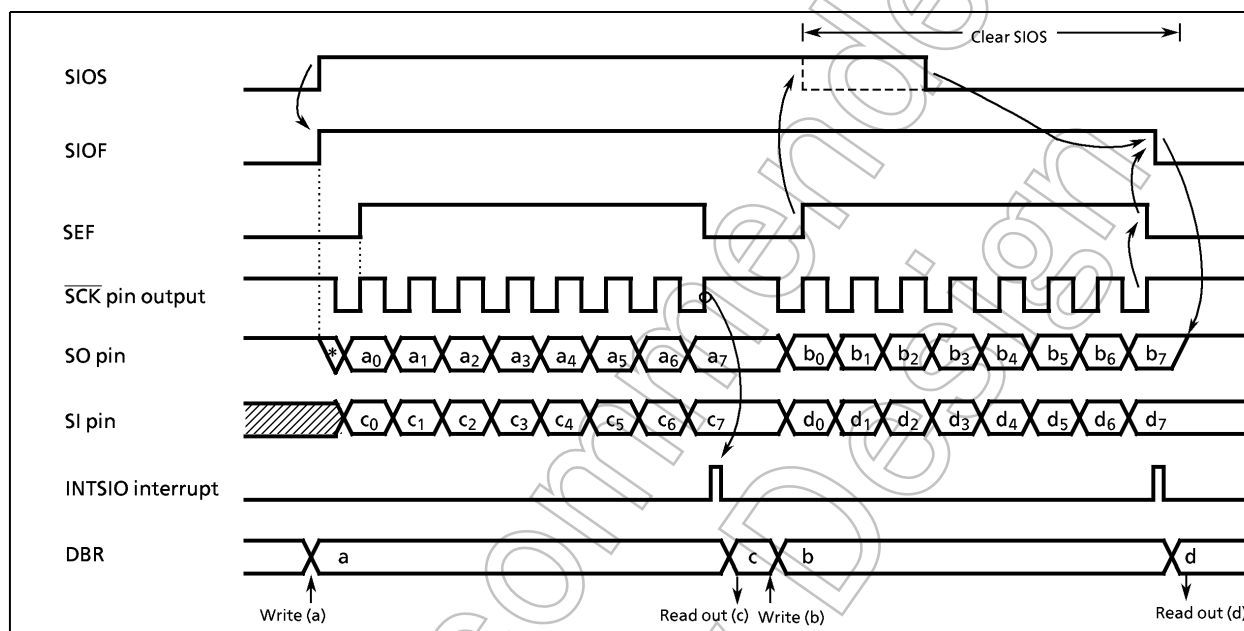 Clear SIOS
SIOS
SIOF
SEF
SCK pin output
SO pin
* a0 a1 a2 a3 a4 a5 a6 a7 b0 b1 b2 b3 b4 b5 b6 b7
SI pin
c0 c1 c2 c3 c4 c5 c6 c7 d0 d1 d2 d3 d4 d5 d6 d7
INTSIO interrupt
DBR
a c b d
Write (a) Read out (c) Write (b) Read out (d)